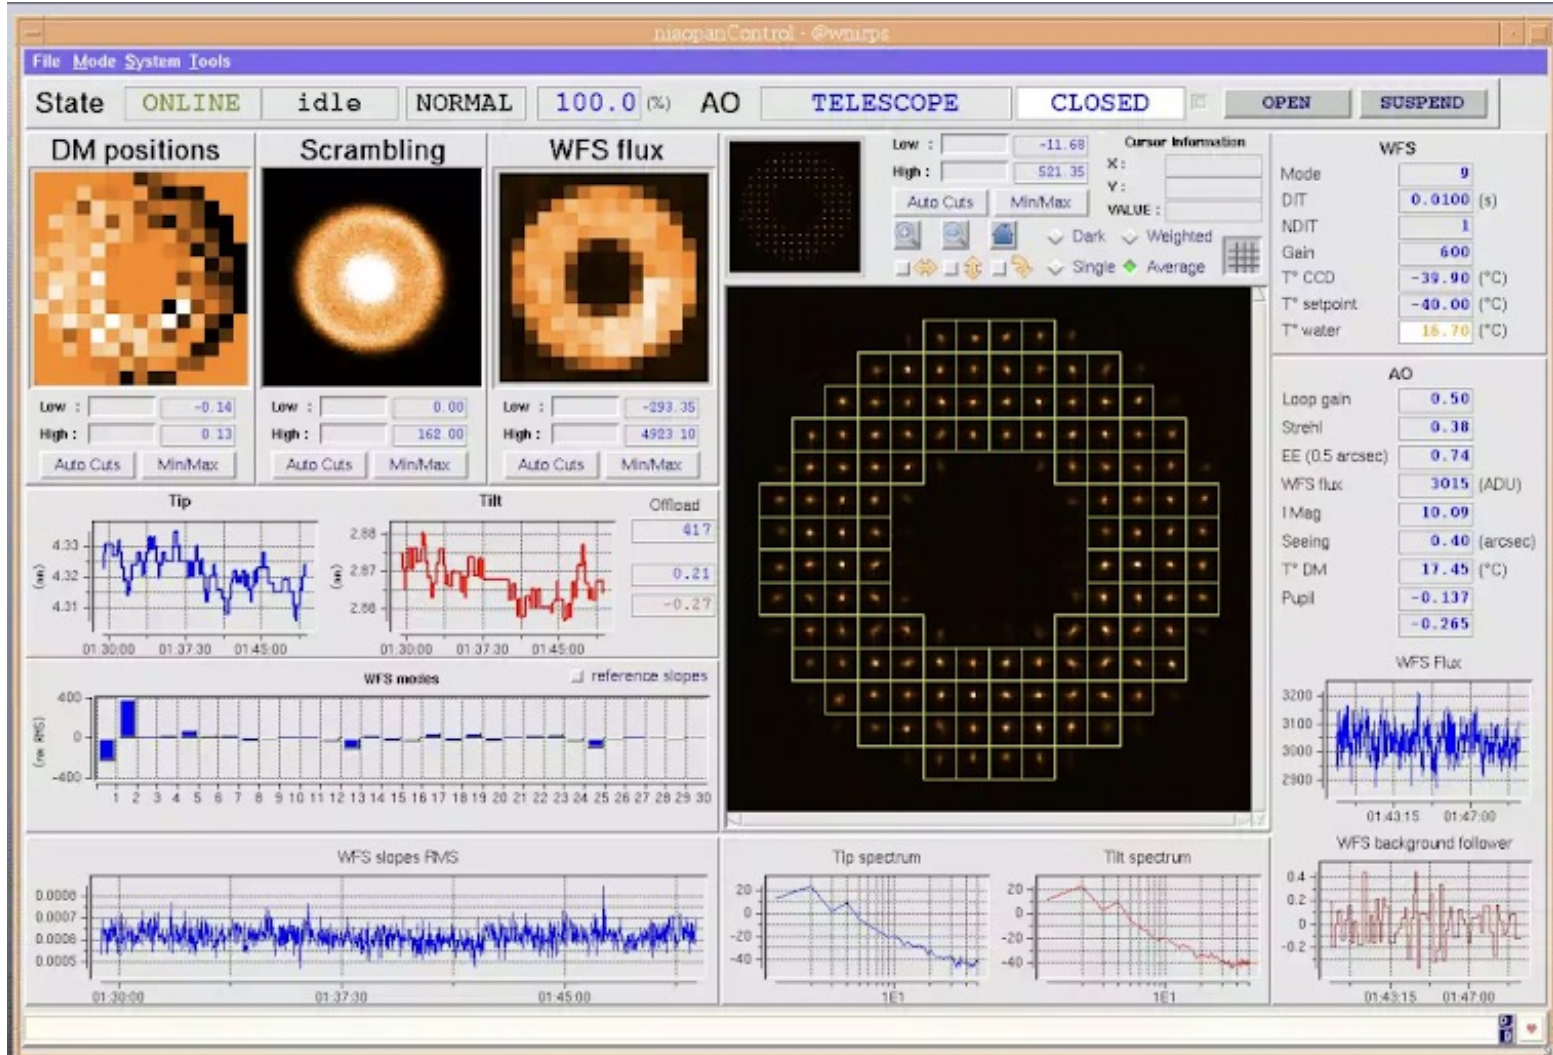 niaopanControl - @wnirps
File Mode System Tools
State ONLINE idle NORMAL 100.0 (%) AO TELESCOPE CLOSED OPEN SUSPEND
DM positions
Low : -0.14
High : 0.13
Auto Cuts Min/Max
Scrambling
Low : 0.00
High : 162.00
Auto Cuts Min/Max
WFS flux
Low : -293.35
High : 4923.10
Auto Cuts Min/Max
Low : -11.68
High : 521.35
Auto Cuts Min/Max
Cursor Information
X :
Y :
VALUE :
Dark Weighted
Single Average
WFS
Mode 9
DIT 0.0100 (s)
NDIT 1
Gain 600
T° CCD -39.90 (°C)
T° setpoint -40.00 (°C)
T° water 16.70 (°C)
AO
Loop gain 0.50
Strehl 0.38
EE (0.5 arcsec) 0.74
WFS flux 3015 (ADU)
I Mag 10.09
Seeing 0.40 (arcsec)
T° DM 17.45 (°C)
Pupil -0.137
-0.265
Tip
4.33
4.32
4.31
(nm)
01:30:00 01:37:30 01:45:00
Tilt
2.88
2.87
2.86
01:30:00 01:37:30 01:45:00
Offload
417
0.21
-0.27
WFS modes
reference slopes
400
0
-400
(nm RMS)
1 2 3 4 5 6 7 8 9 10 11 12 13 14 15 16 17 18 19 20 21 22 23 24 25 26 27 28 29 30
WFS slopes RMS
0.0008
0.0007
0.0006
0.0005
01:30:00 01:37:30 01:45:00
Tip spectrum
20
0
-20
-40
1E1
Tilt spectrum
20
0
-20
-40
1E1
WFS Flux
3200
3100
3000
2900
01:43:15 01:47:00
WFS background follower
0.4
0.2
0
-0.2
01:43:15 01:47:00